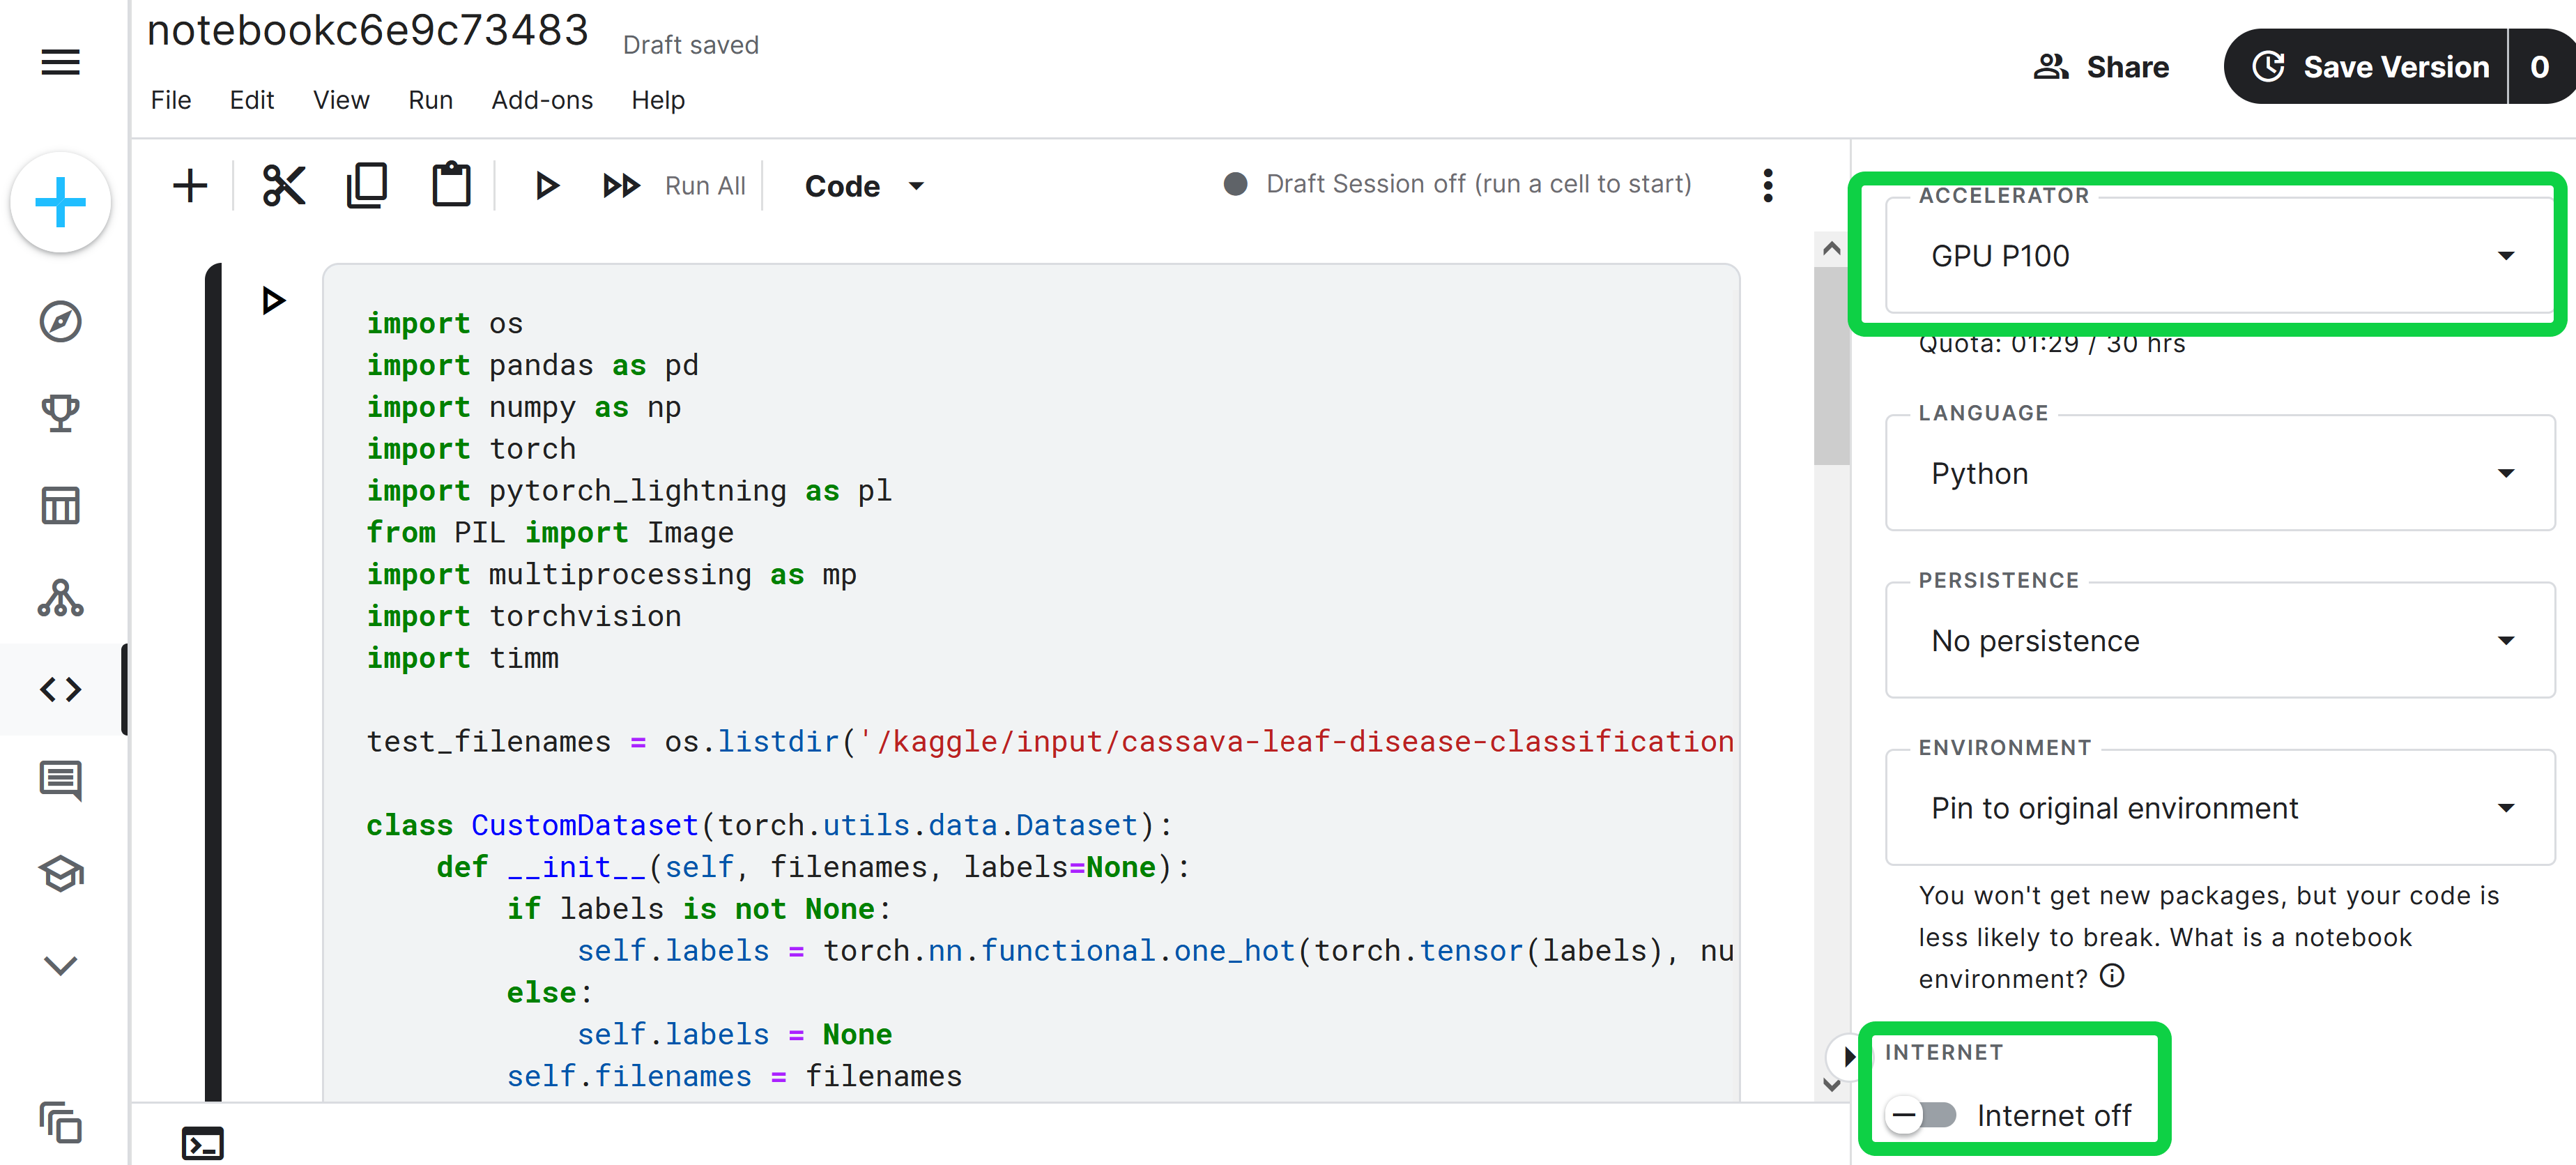 notebookc6e9c73483 Draft saved
File Edit View Run Add-ons Help
Share Save Version 0
Run All Code Draft Session off (run a cell to start)
import os
import pandas as pd
import numpy as np
import torch
import pytorch_lightning as pl
from PIL import Image
import multiprocessing as mp
import torchvision
import timm
test_filenames = os.listdir('/kaggle/input/cassava-leaf-disease-classification
class CustomDataset(torch.utils.data.Dataset):
def __init__(self, filenames, labels=None):
if labels is not None:
self.labels = torch.nn.functional.one_hot(torch.tensor(labels), nu
else:
self.labels = None
self.filenames = filenames
ACCELERATOR
GPU P100
Quota: 01:29 / 30 hrs
LANGUAGE
Python
PERSISTENCE
No persistence
ENVIRONMENT
Pin to original environment
You won't get new packages, but your code is
less likely to break. What is a notebook
environment?
INTERNET
Internet off